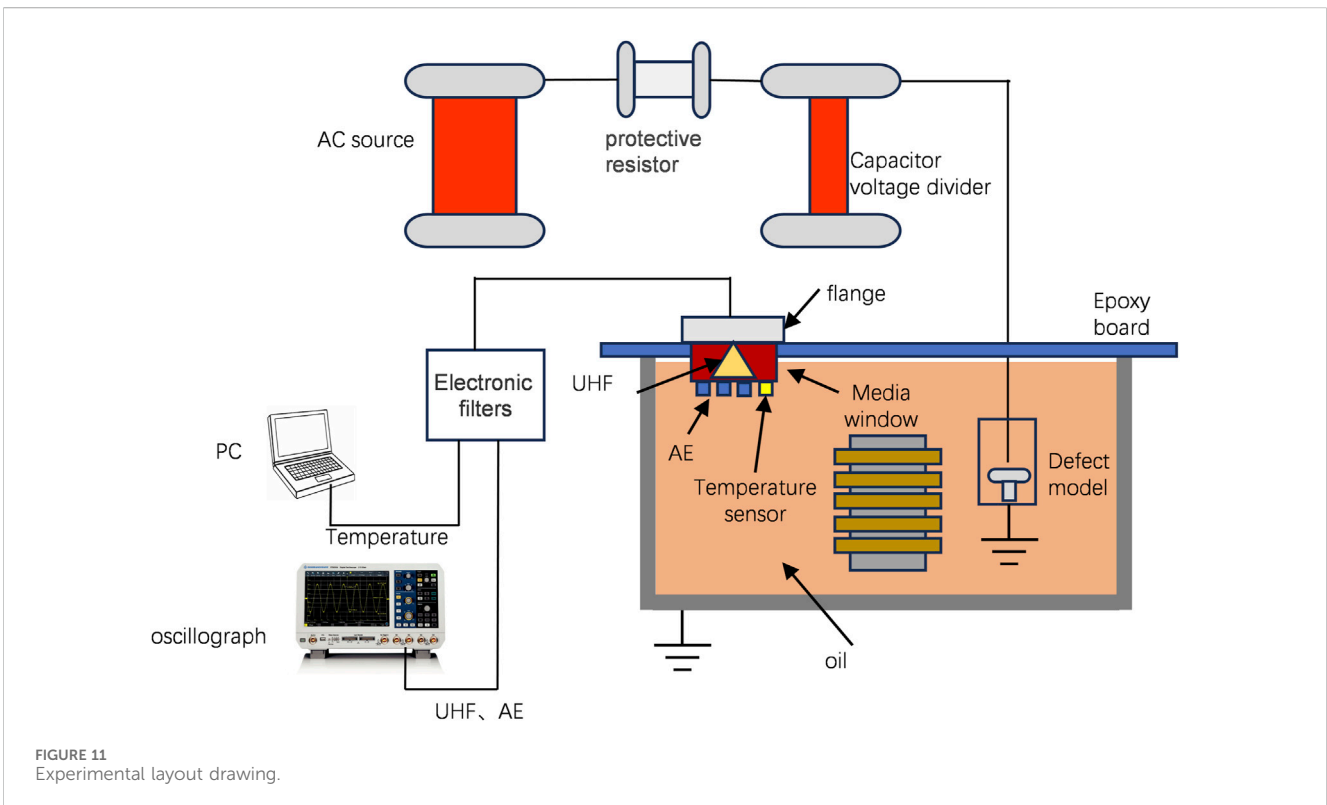 AC source
protective
resistor
Capacitor
voltage divider
flange
Epoxy
board
Electronic
filters
UHF
Media
window
AE
PC
Temperature
sensor
Defect
model
Temperature
oscillograph
oil
UHF、AE
FIGURE 11
Experimental layout drawing.